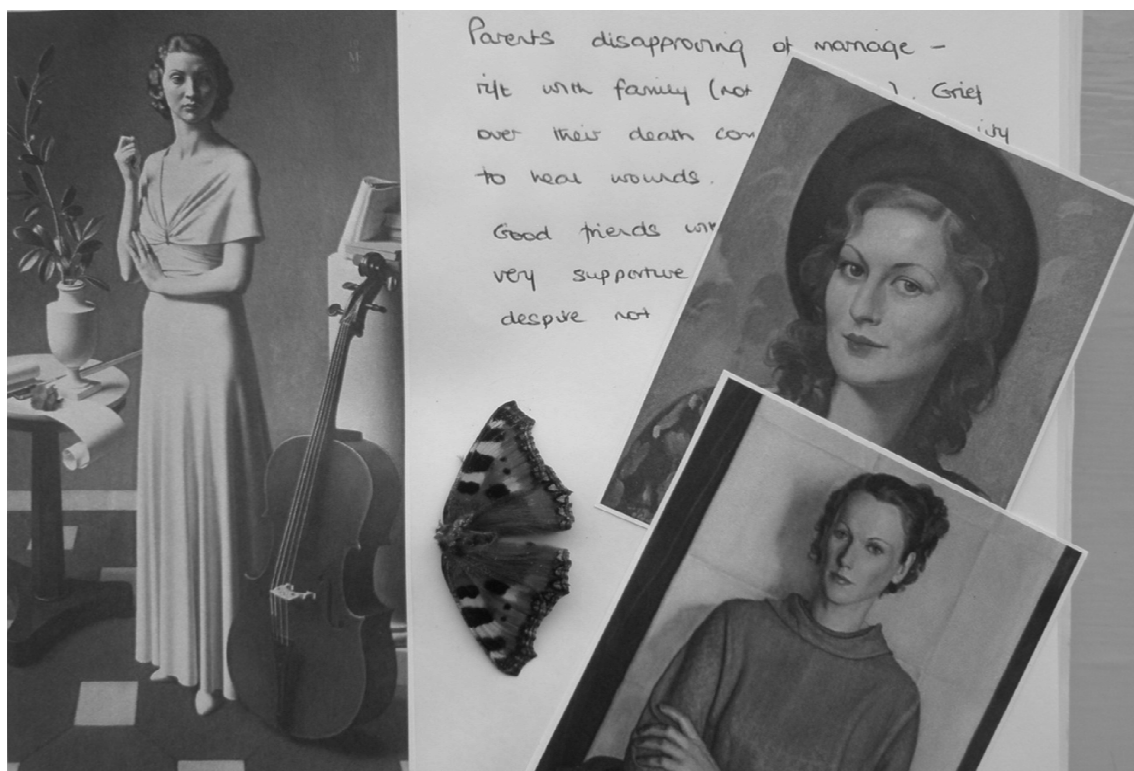 Parents disapproving of marriage –
rift with family (not ). Grief
over their death
to heal wounds.
Good friends
very supportive
despite not